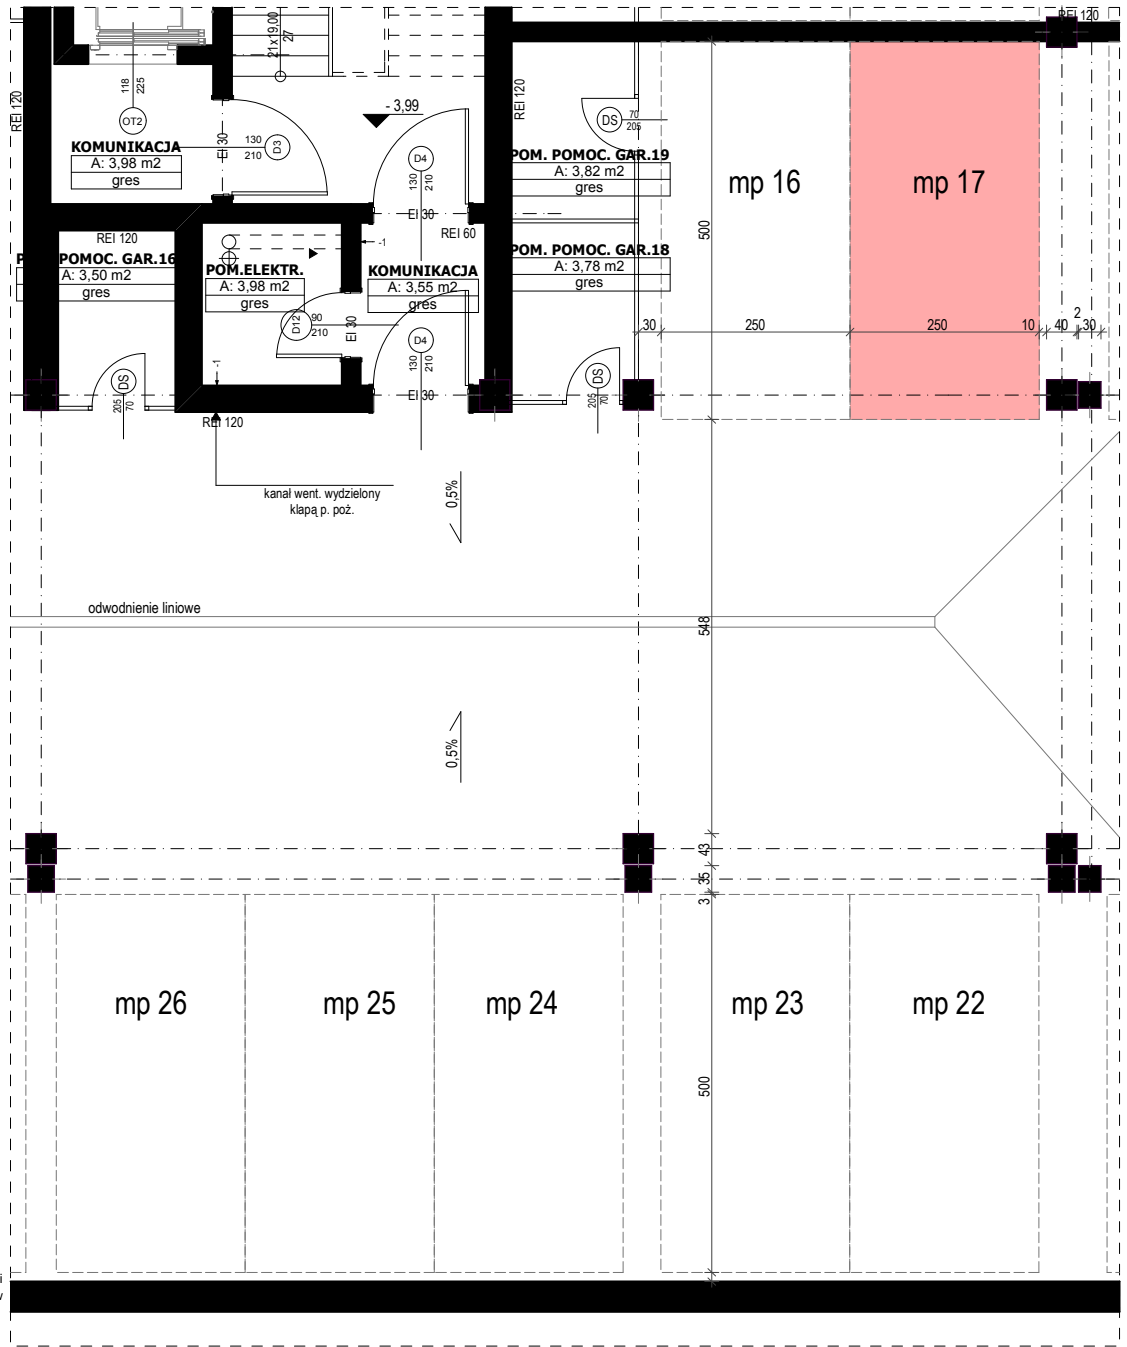 REI 120
21x19.00
27
REI 120
118
225
OT2
- 3,99
REI 120
DS
70
205
KOMUNIKACJA
A: 3,98 m2
gres
EI 30
130
210
D3
D4
130
210
POM. POMOC. GAR.19
A: 3,82 m2
gres
mp 16
mp 17
500
EI 30
REI 60
REI 120
-1
POMOC. GAR.16
A: 3,50 m2
gres
POM.ELEKTR.
A: 3,98 m2
gres
KOMUNIKACJA
A: 3,55 m2
gres
POM. POMOC. GAR.18
A: 3,78 m2
gres
D12
90
210
EI 30
D4
130
210
30
250
250
10
40
2
30
-1
DS
205
70
EI 30
DS
205
70
REI 120
kanał went. wydzielony
klapą p. poż.
0,5%
odwodnienie liniowe
548
0,5%
43
35
3
mp 26
mp 25
mp 24
mp 23
mp 22
500